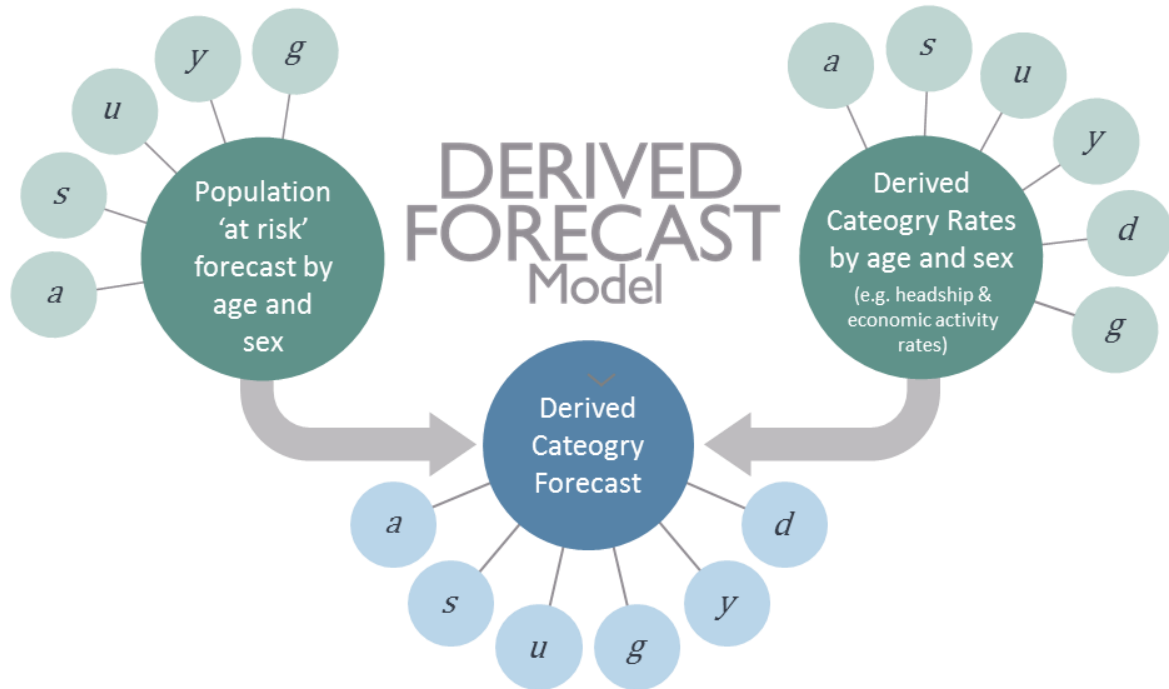 g
y
u
s
a
Population
‘at risk’
forecast by
age and
sex
DERIVED
FORECAST
Model
a
s
u
y
d
g
Derived
Cateogry Rates
by age and sex
(e.g. headship &
economic activity
rates)
Derived
Cateogry
Forecast
a
s
u
g
y
d